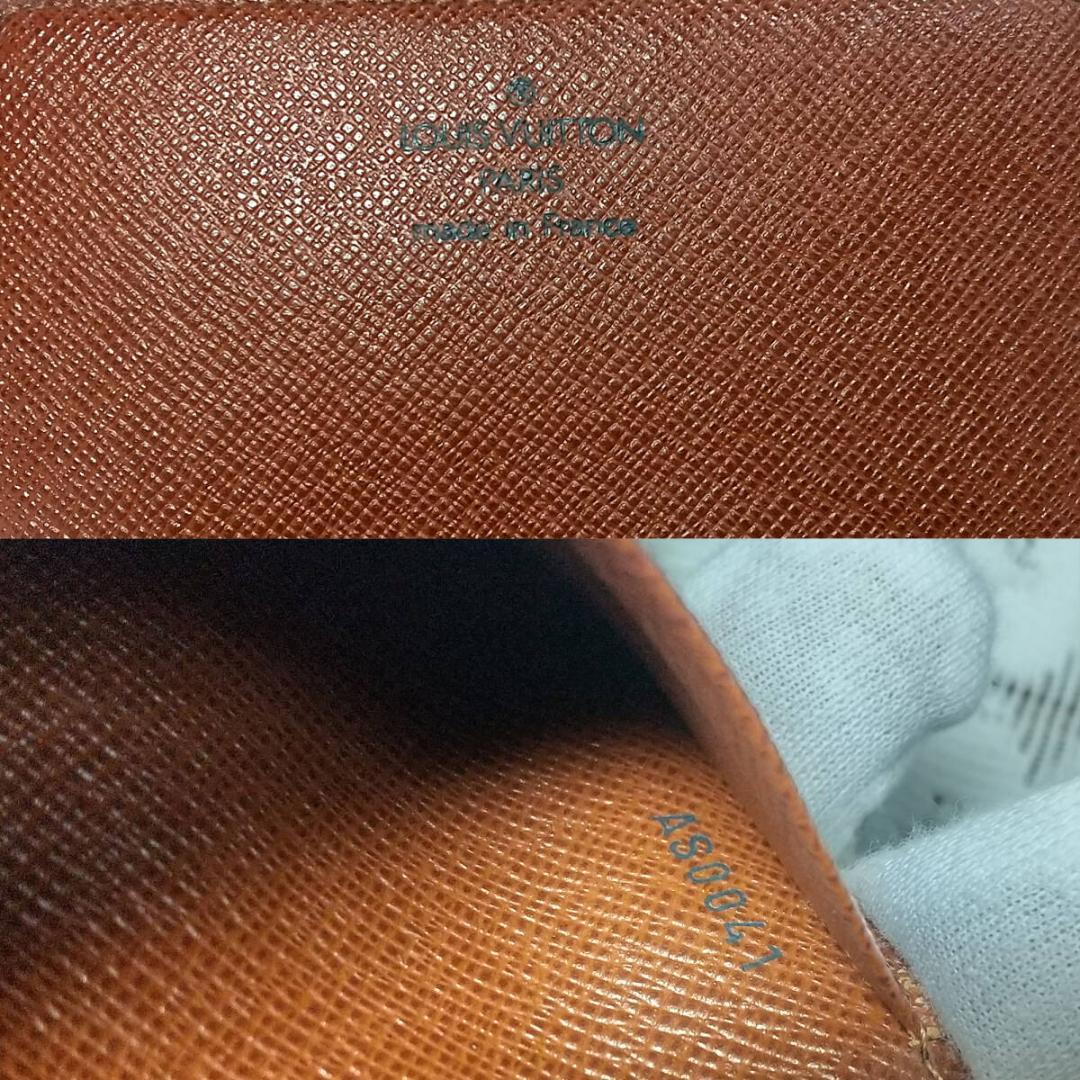 LOUIS VUITTON
PARIS
made in France
AS0041